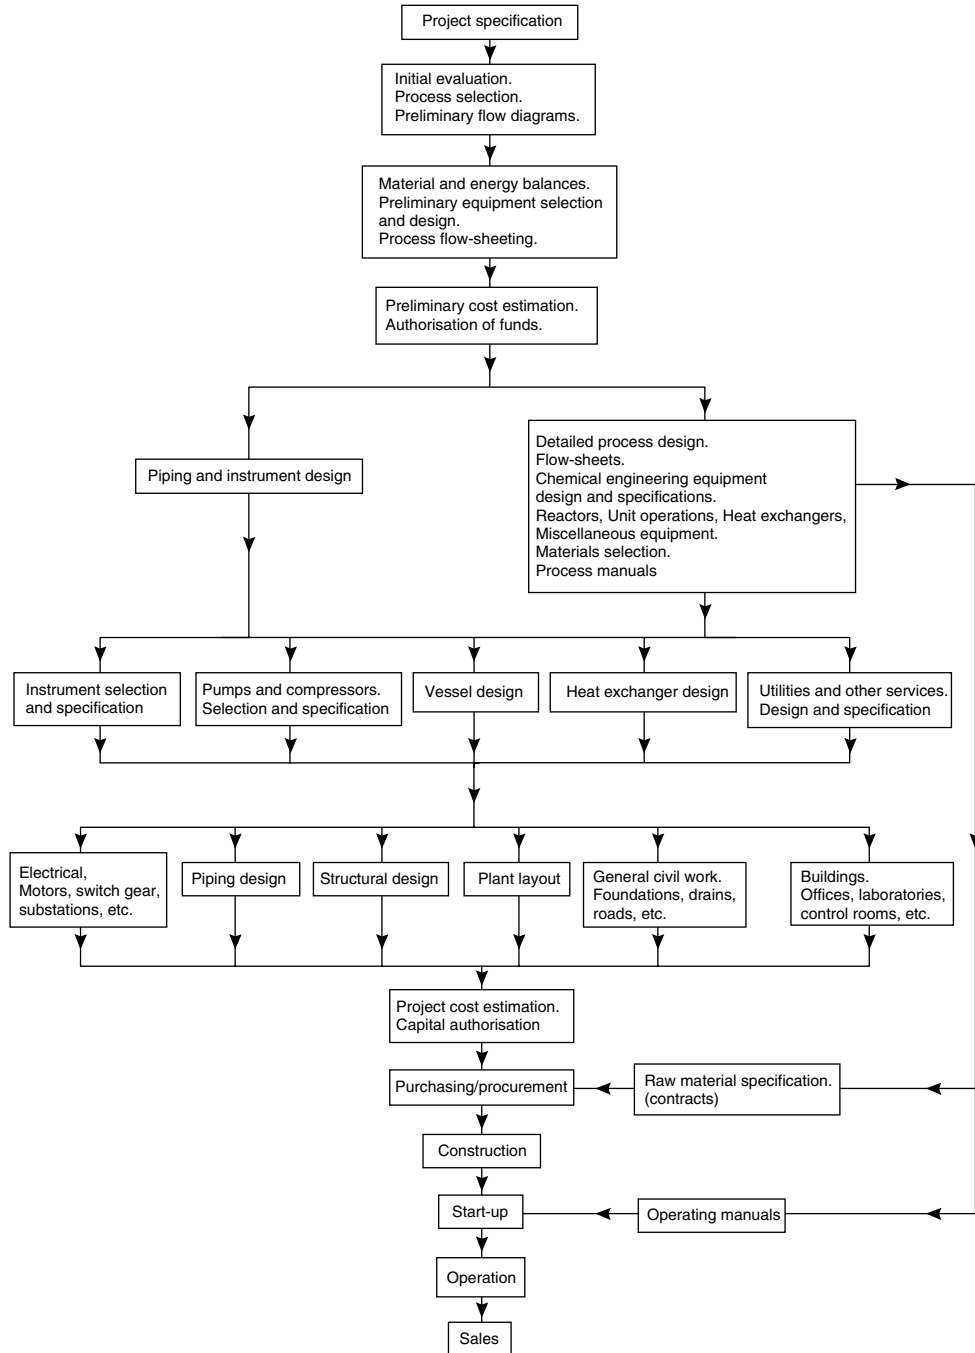 Project specification
Initial evaluation.
Process selection.
Preliminary flow diagrams.
Material and energy balances.
Preliminary equipment selection
and design.
Process flow-sheeting.
Preliminary cost estimation.
Authorisation of funds.
Piping and instrument design
Detailed process design.
Flow-sheets.
Chemical engineering equipment
design and specifications.
Reactors, Unit operations, Heat exchangers,
Miscellaneous equipment.
Materials selection.
Process manuals
Instrument selection
and specification
Pumps and compressors.
Selection and specification
Vessel design
Heat exchanger design
Utilities and other services.
Design and specification
Electrical,
Motors, switch gear,
substations, etc.
Piping design
Structural design
Plant layout
General civil work.
Foundations, drains,
roads, etc.
Buildings.
Offices, laboratories,
control rooms, etc.
Project cost estimation.
Capital authorisation
Purchasing/procurement
Raw material specification.
(contracts)
Construction
Start-up
Operating manuals
Operation
Sales